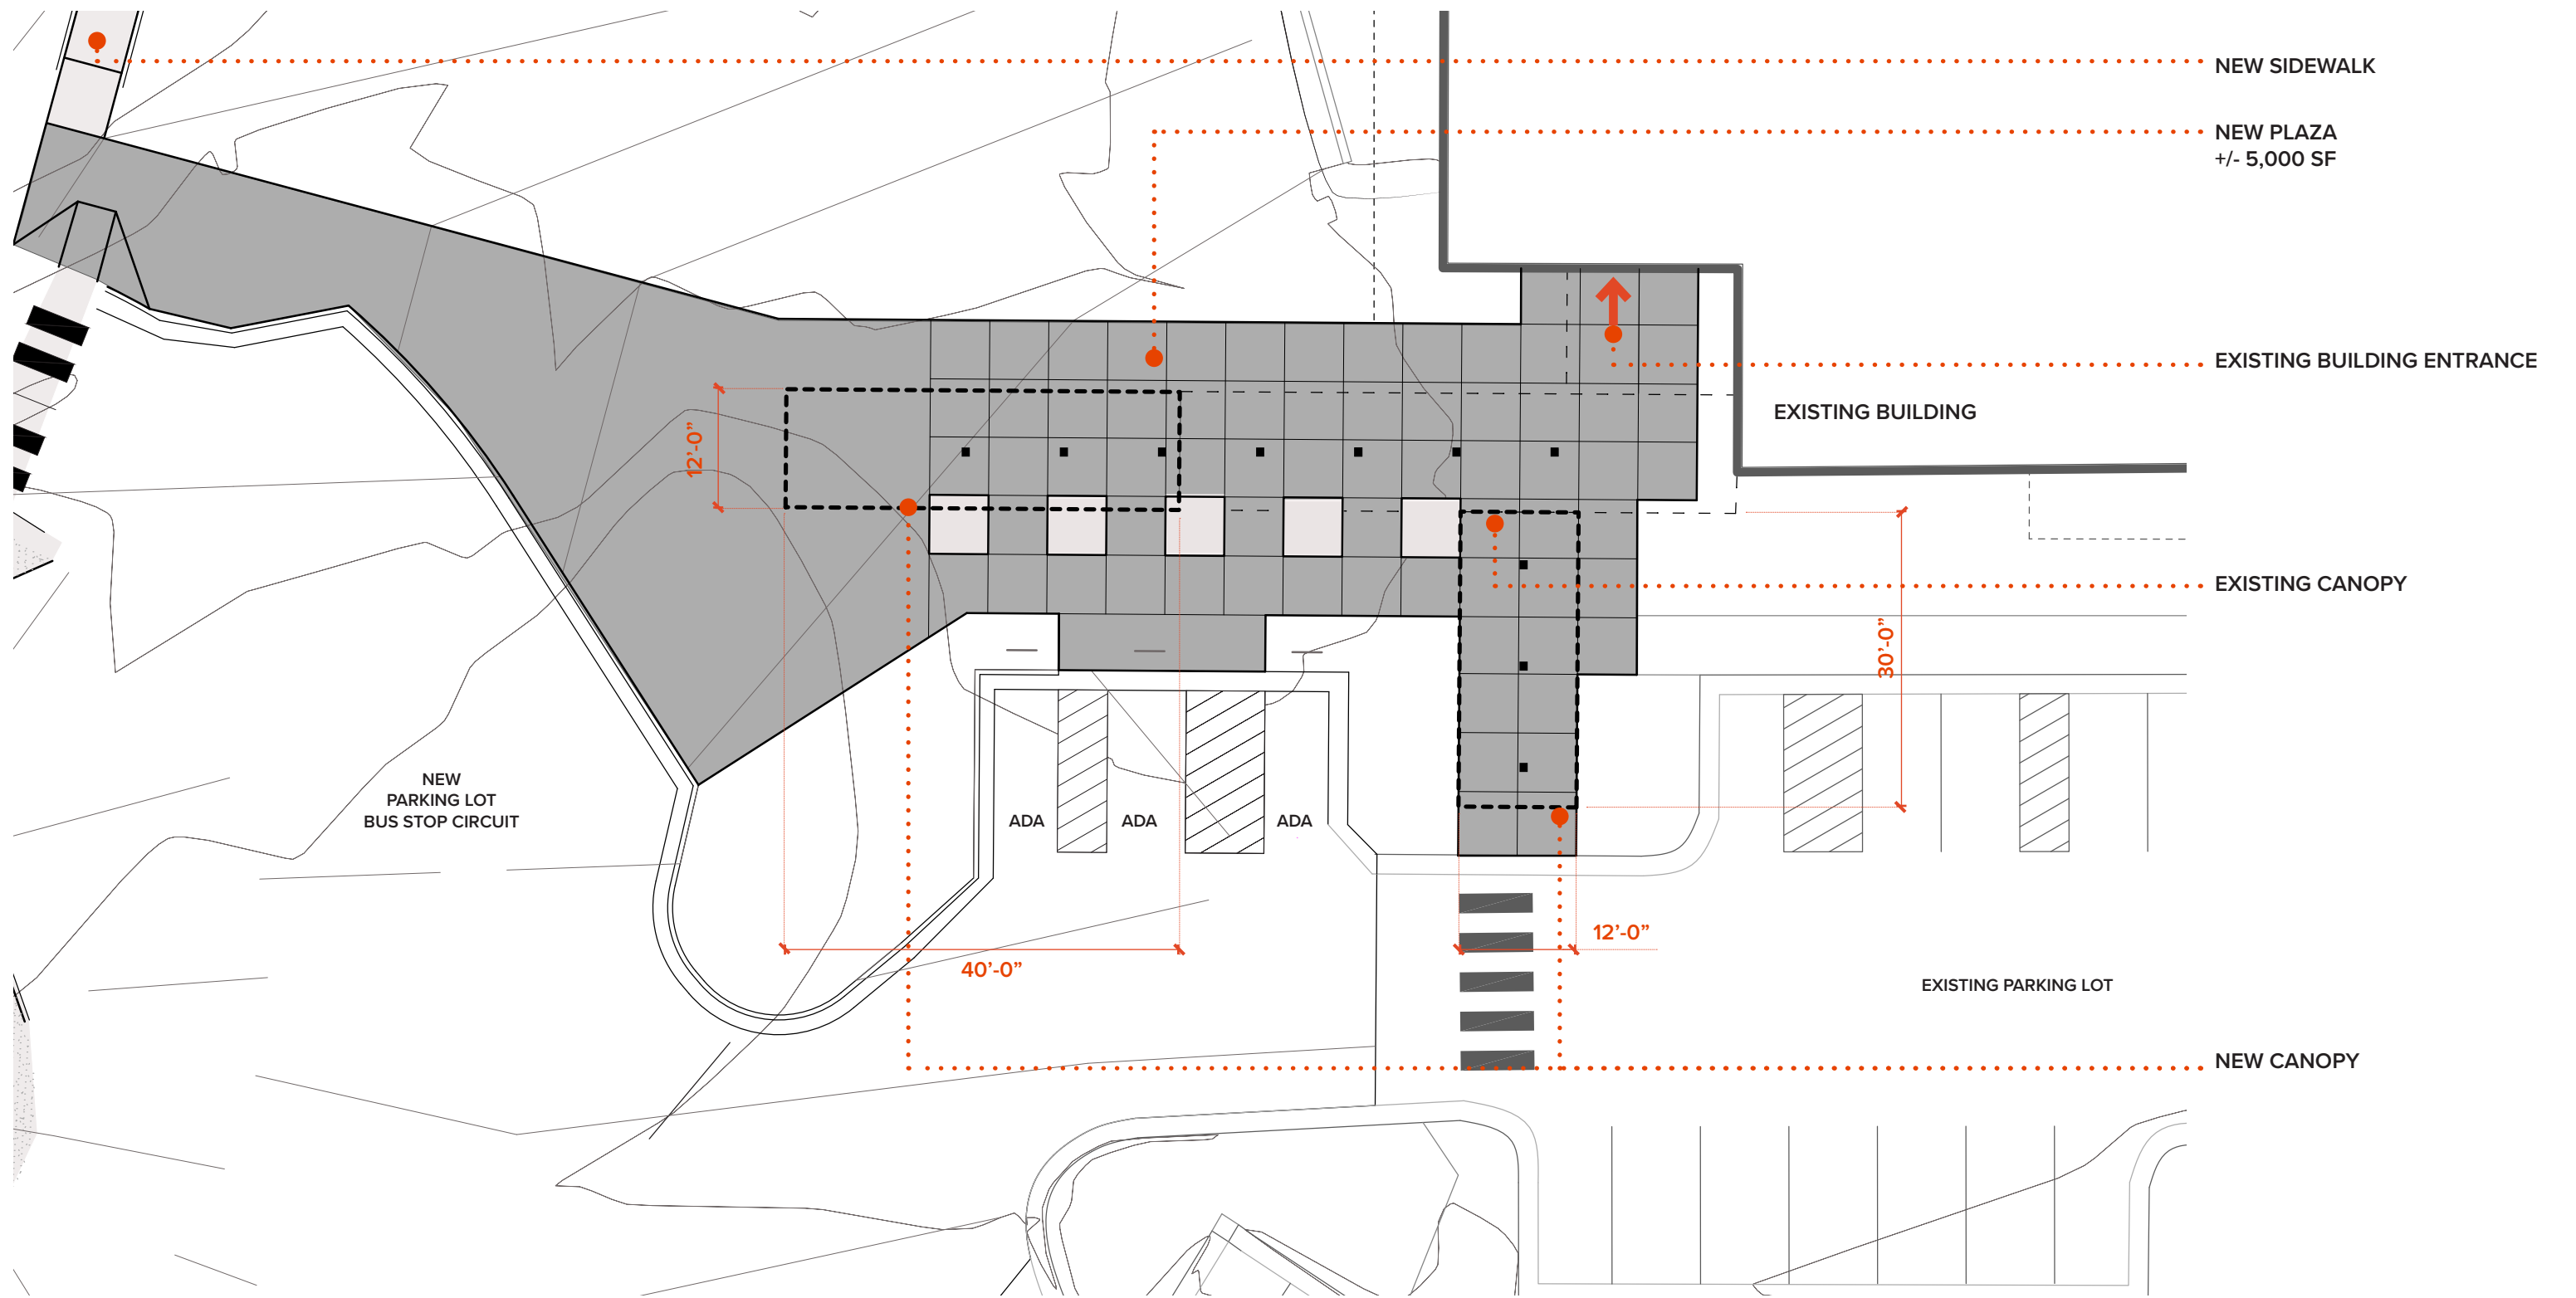 NEW SIDEWALK
NEW PLAZA
+/- 5,000 SF
EXISTING BUILDING ENTRANCE
EXISTING BUILDING
12'-0”
EXISTING CANOPY
30'-0”
NEW
PARKING LOT
BUS STOP CIRCUIT
ADA
ADA
ADA
12'-0”
40'-0”
EXISTING PARKING LOT
NEW CANOPY